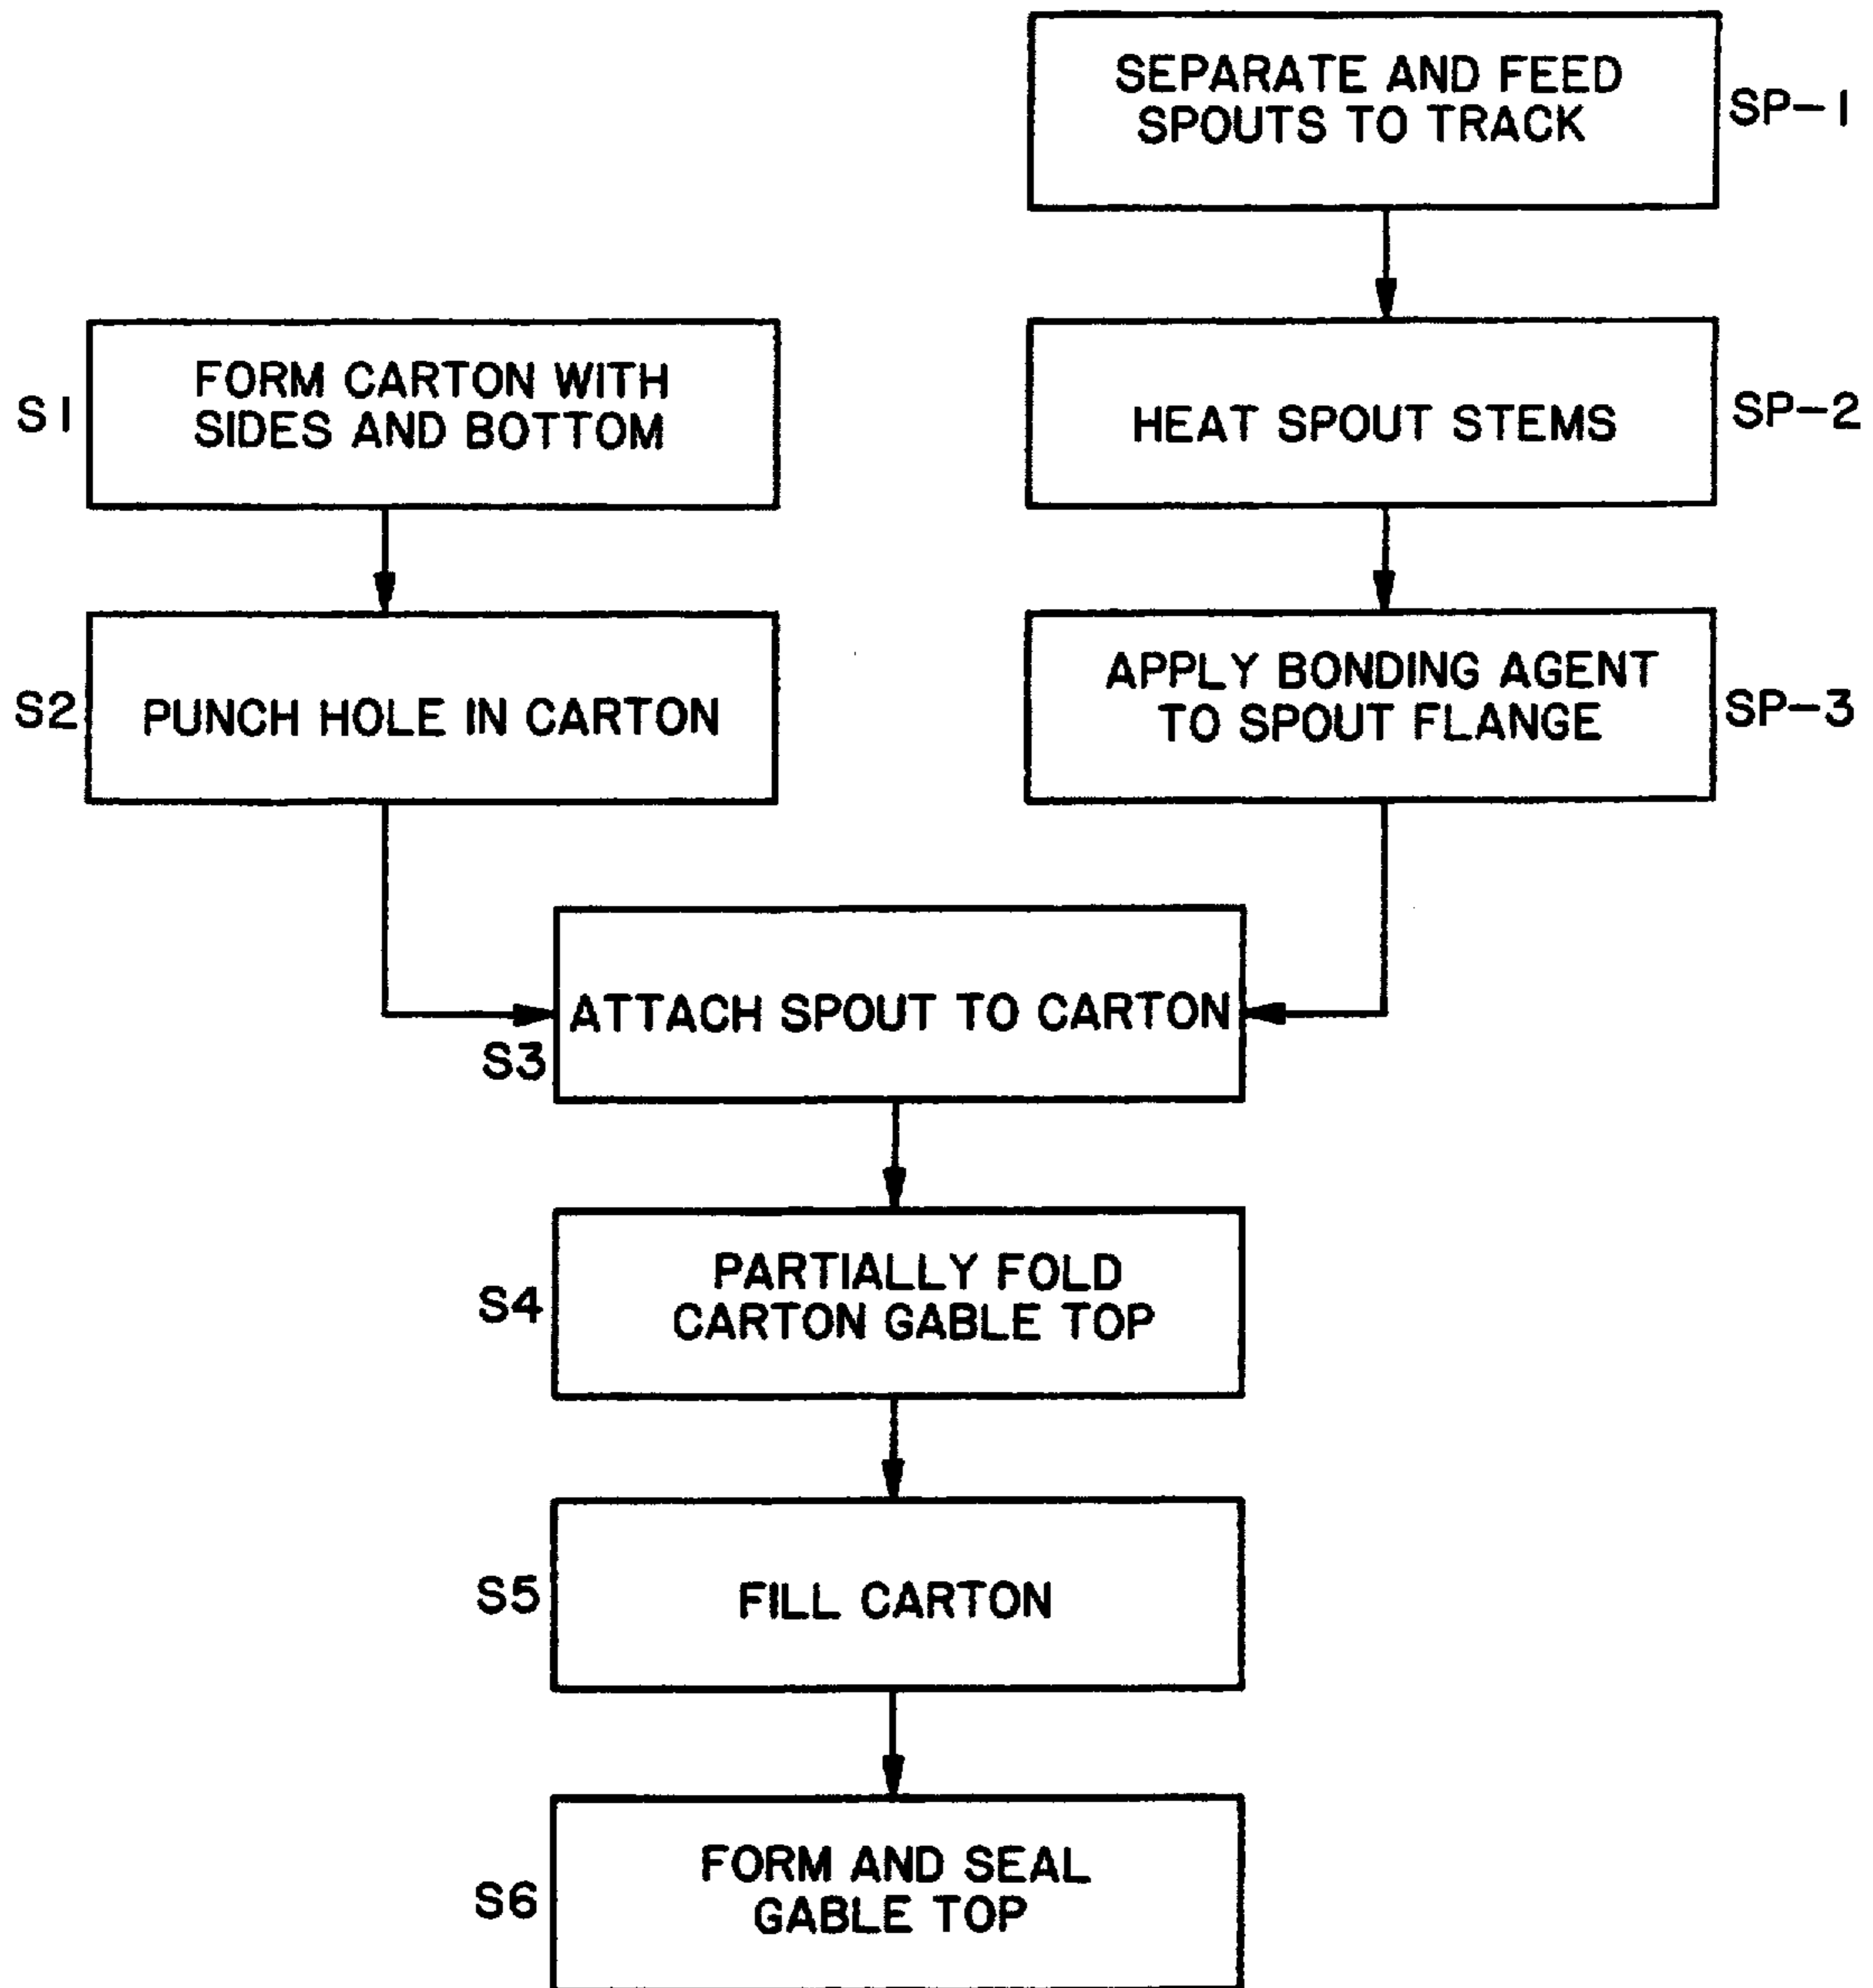 SEPARATE AND FEED
SPOUTS TO TRACK
SP-1
S1
FORM CARTON WITH
SIDES AND BOTTOM
HEAT SPOUT STEMS
SP-2
S2
PUNCH HOLE IN CARTON
APPLY BONDING AGENT
TO SPOUT FLANGE
SP-3
ATTACH SPOUT TO CARTON
S3
S4
PARTIALLY FOLD
CARTON GABLE TOP
S5
FILL CARTON
S6
FORM AND SEAL
GABLE TOP